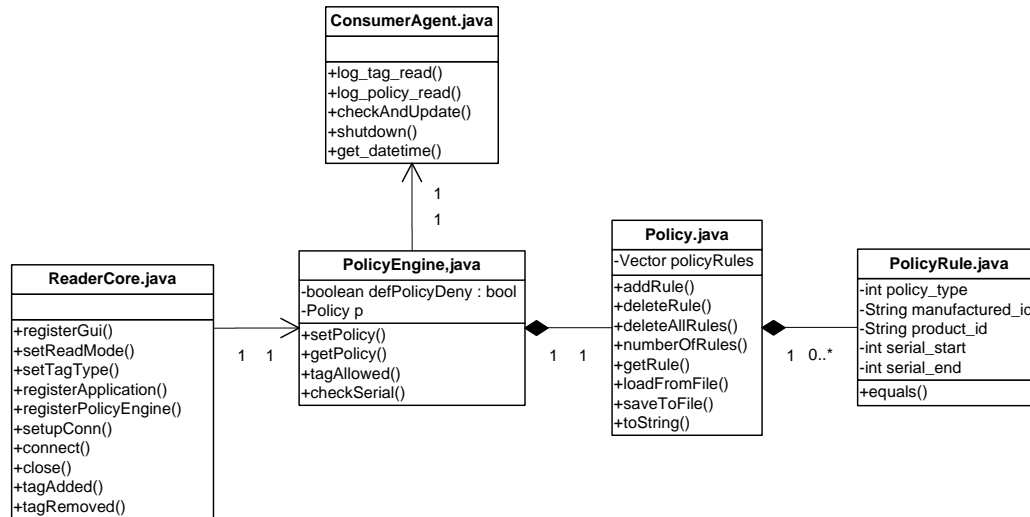 ConsumerAgent.java
+log_tag_read()
+log_policy_read()
+checkAndUpdate()
+shutdown()
+get_datetime()
1
1
ReaderCore.java
+registerGui()
+setReadMode()
+setTagType()
+registerApplication()
+registerPolicyEngine()
+setupConn()
+connect()
+close()
+tagAdded()
+tagRemoved()
1 1
PolicyEngine,java
-boolean defPolicyDeny : bool
-Policy p
+setPolicy()
+getPolicy()
+tagAllowed()
+checkSerial()
1 1
Policy.java
-Vector policyRules
+addRule()
+deleteRule()
+deleteAllRules()
+numberOfRules()
+getRule()
+loadFromFile()
+saveToFile()
+toString()
1 0..*
PolicyRule.java
-int policy_type
-String manufactured_id
-String product_id
-int serial_start
-int serial_end
+equals()